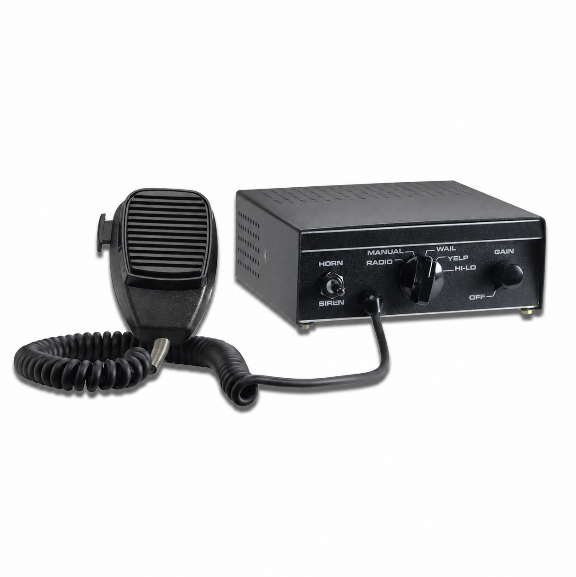 HORN
SIREN
MANUAL
RADIO
WAIL
YELP
HI-LO
GAIN
OFF